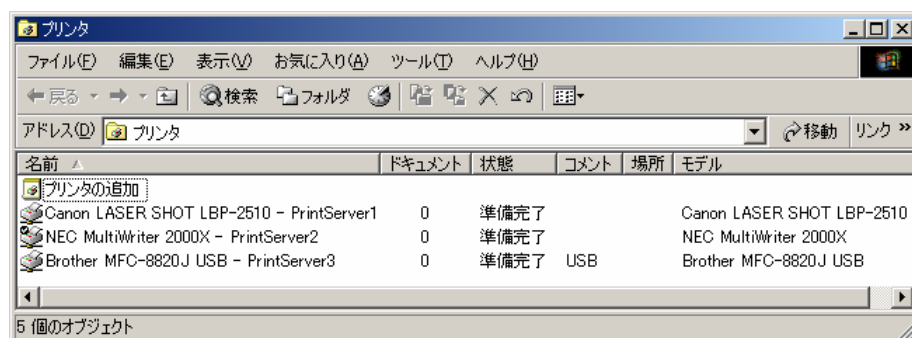 プリンタ
ファイル(F) 編集(E) 表示(V) お気に入り(A) ツール(T) ヘルプ(H)
戻る 検索 フォルダ
アドレス(D) プリンタ 移動 リンク »
名前 ドキュメント 状態 コメント 場所 モデル
プリンタの追加
Canon LASER SHOT LBP-2510 - PrintServer1 0 準備完了 Canon LASER SHOT LBP-2510
NEC MultiWriter 2000X - PrintServer2 0 準備完了 NEC MultiWriter 2000X
Brother MFC-8820J USB - PrintServer3 0 準備完了 USB Brother MFC-8820J USB
5 個のオブジェクト